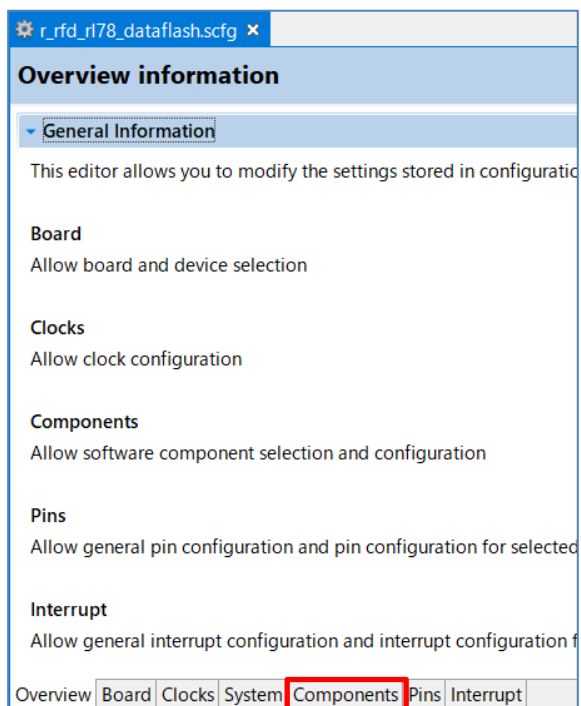 r_rfd_rl78_dataflash.scfg
Overview information
General Information
This editor allows you to modify the settings stored in
Board
Allow board and device selection
Clocks
Allow clock configuration
Components
Allow software component selection and configuration
Pins
Allow general pin configuration and pin configuration for selected
Interrupt
Allow general interrupt configuration and interrupt configuration
Overview Board Clocks System Components Pins Interrupt